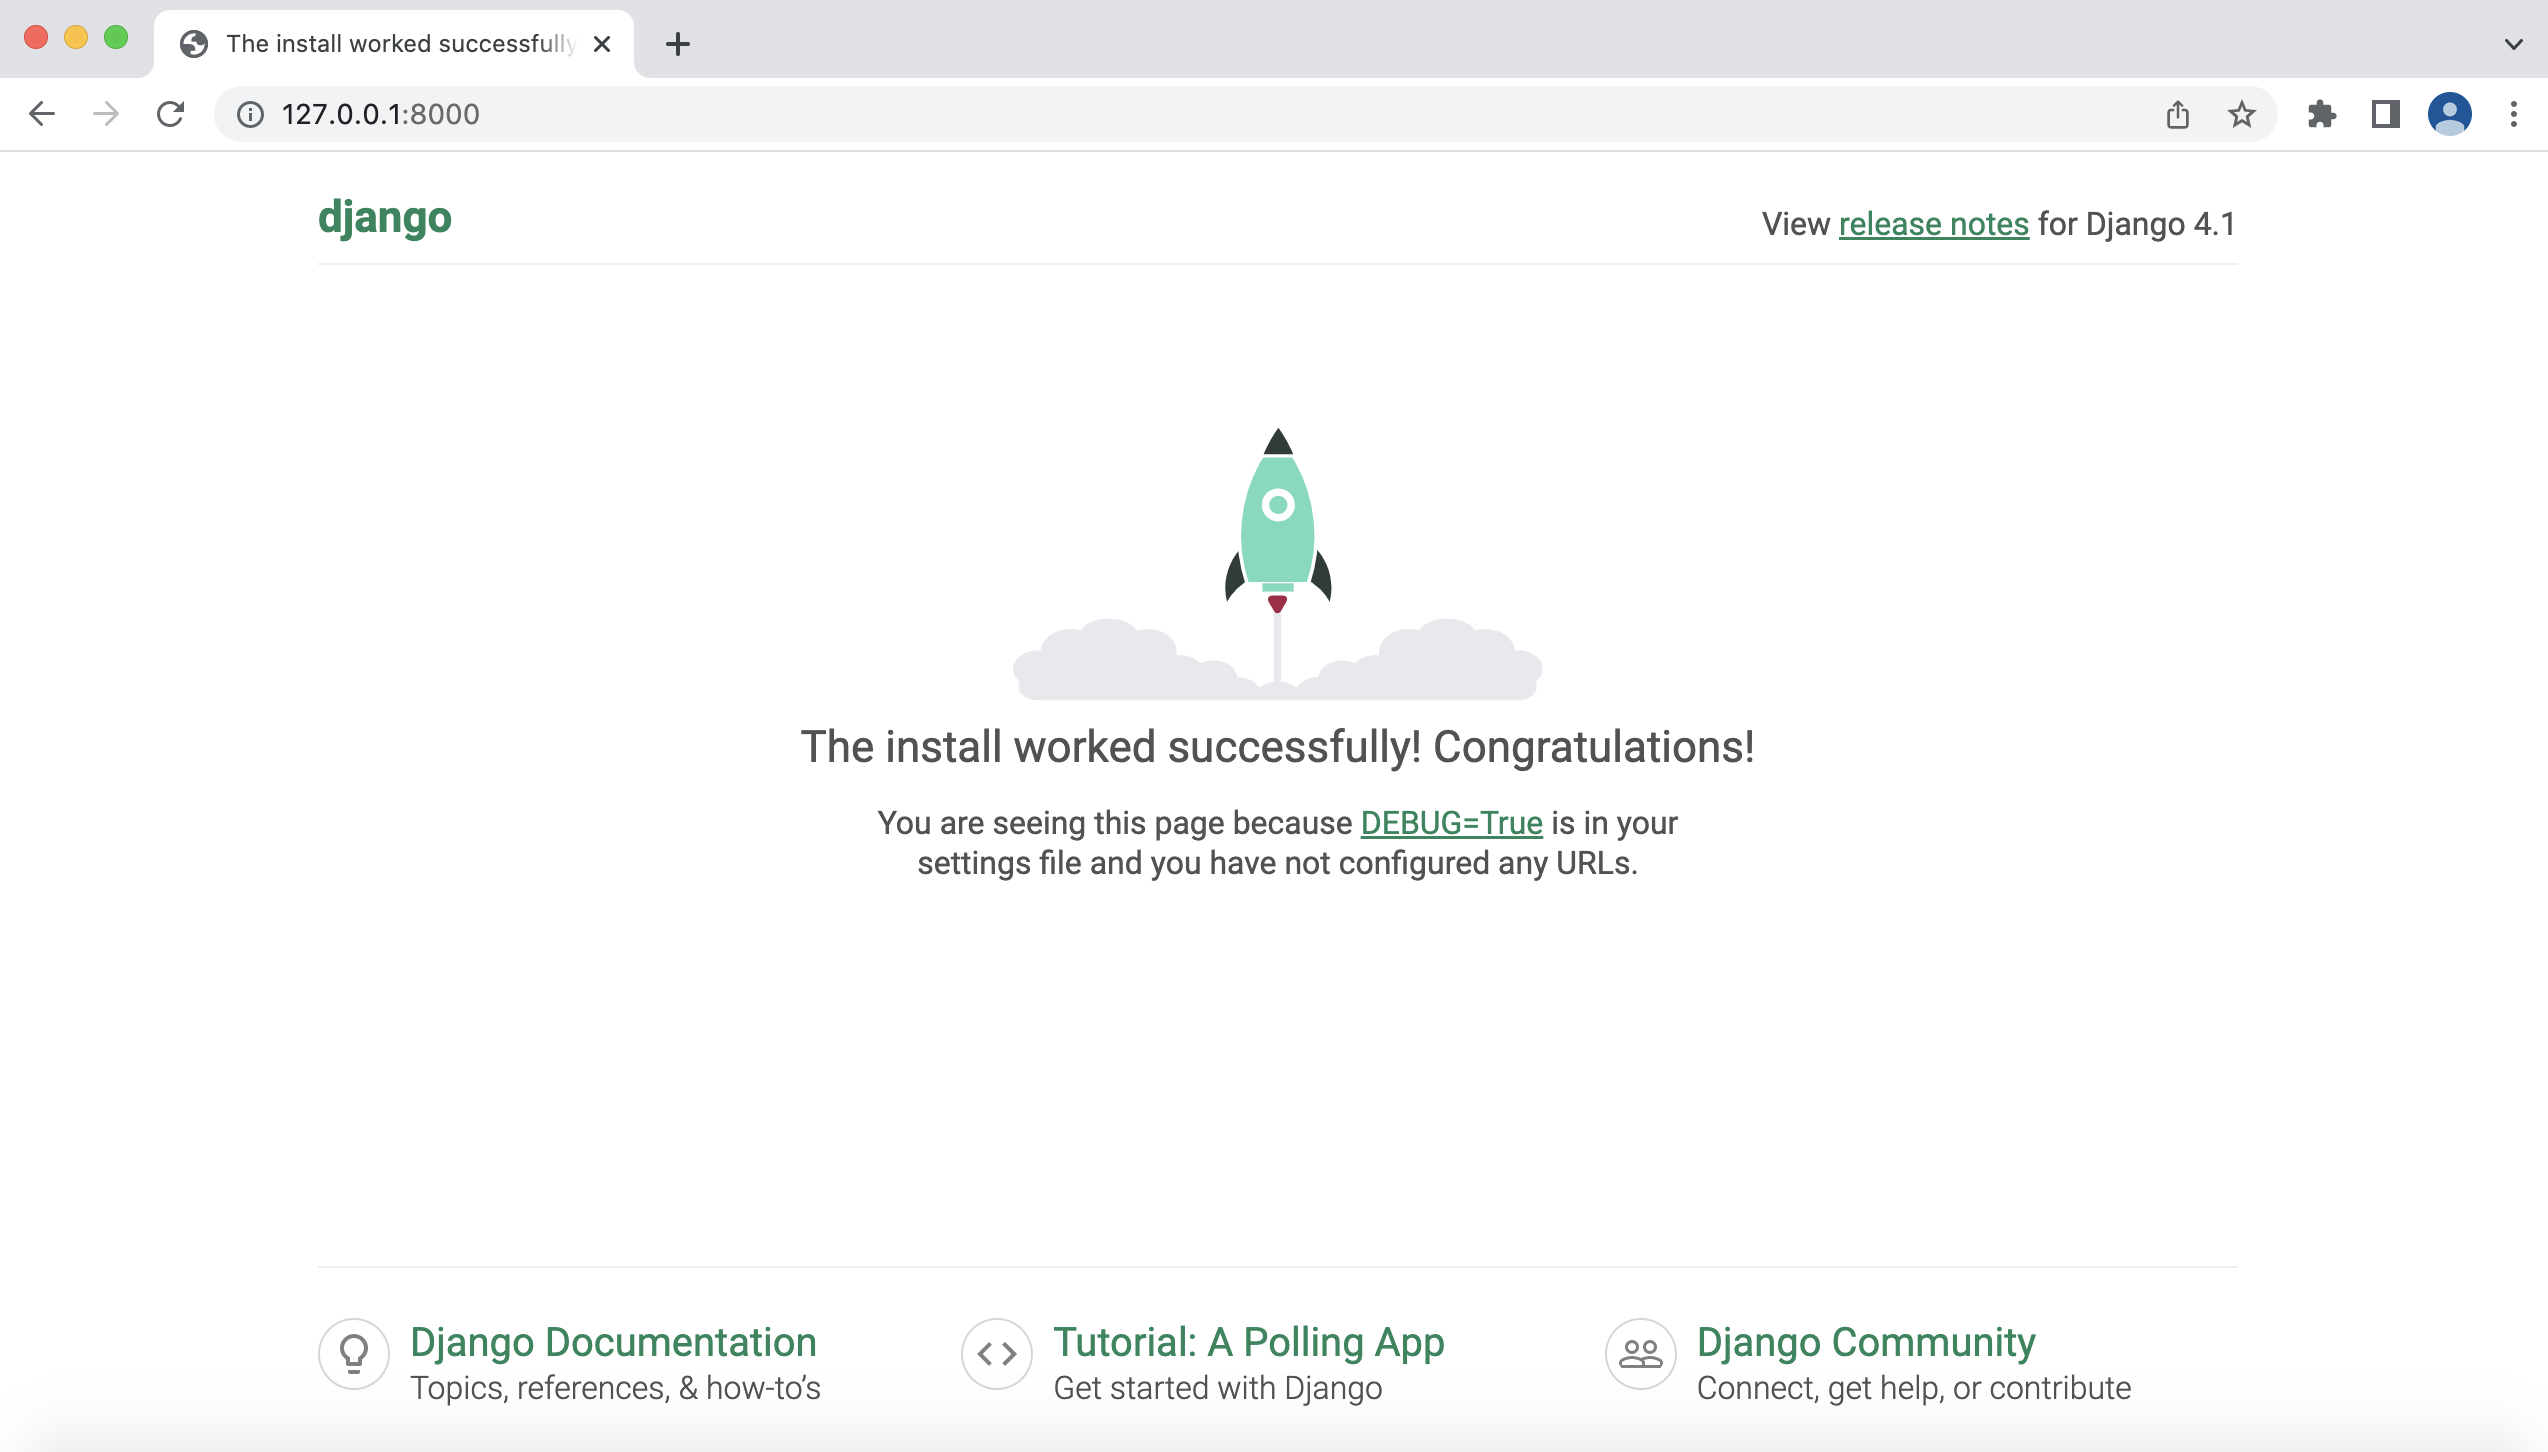 The install worked successfully
127.0.0.1:8000
django
View release notes for Django 4.1
The install worked successfully! Congratulations!
You are seeing this page because DEBUG=True is in your
settings file and you have not configured any URLs.
Django Documentation
Topics, references, & how-to’s
Tutorial: A Polling App
Get started with Django
Django Community
Connect, get help, or contribute